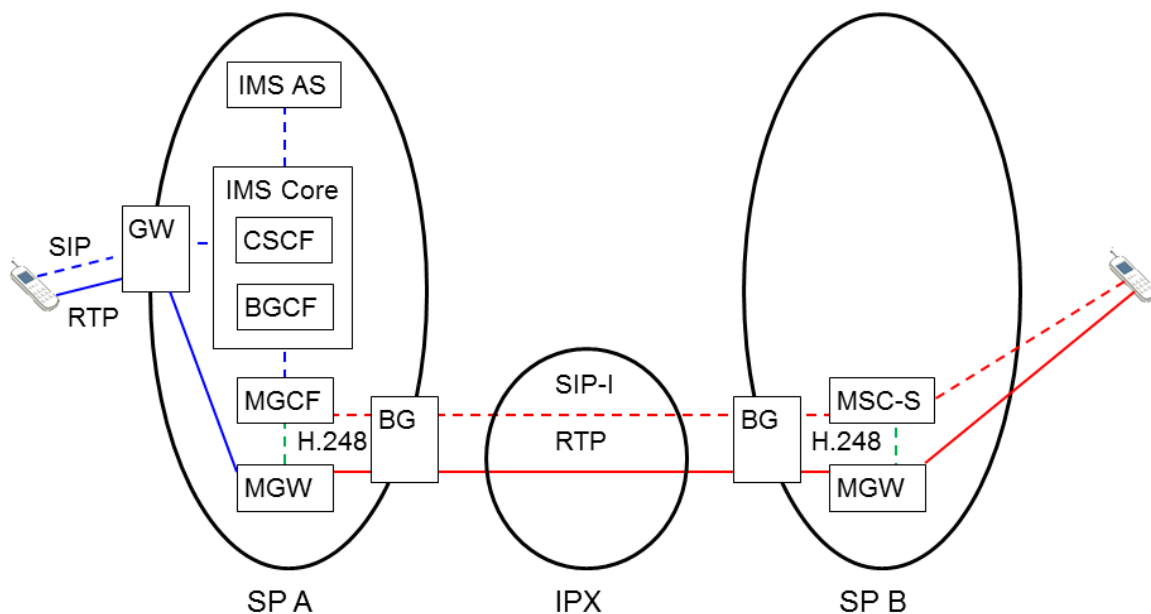 IMS AS
IMS Core
GW
CSCF
SIP
BGCF
RTP
SIP-I
MGCF
MSC-S
BG
BG
H.248
RTP
H.248
MGW
MGW
SP A
IPX
SP B